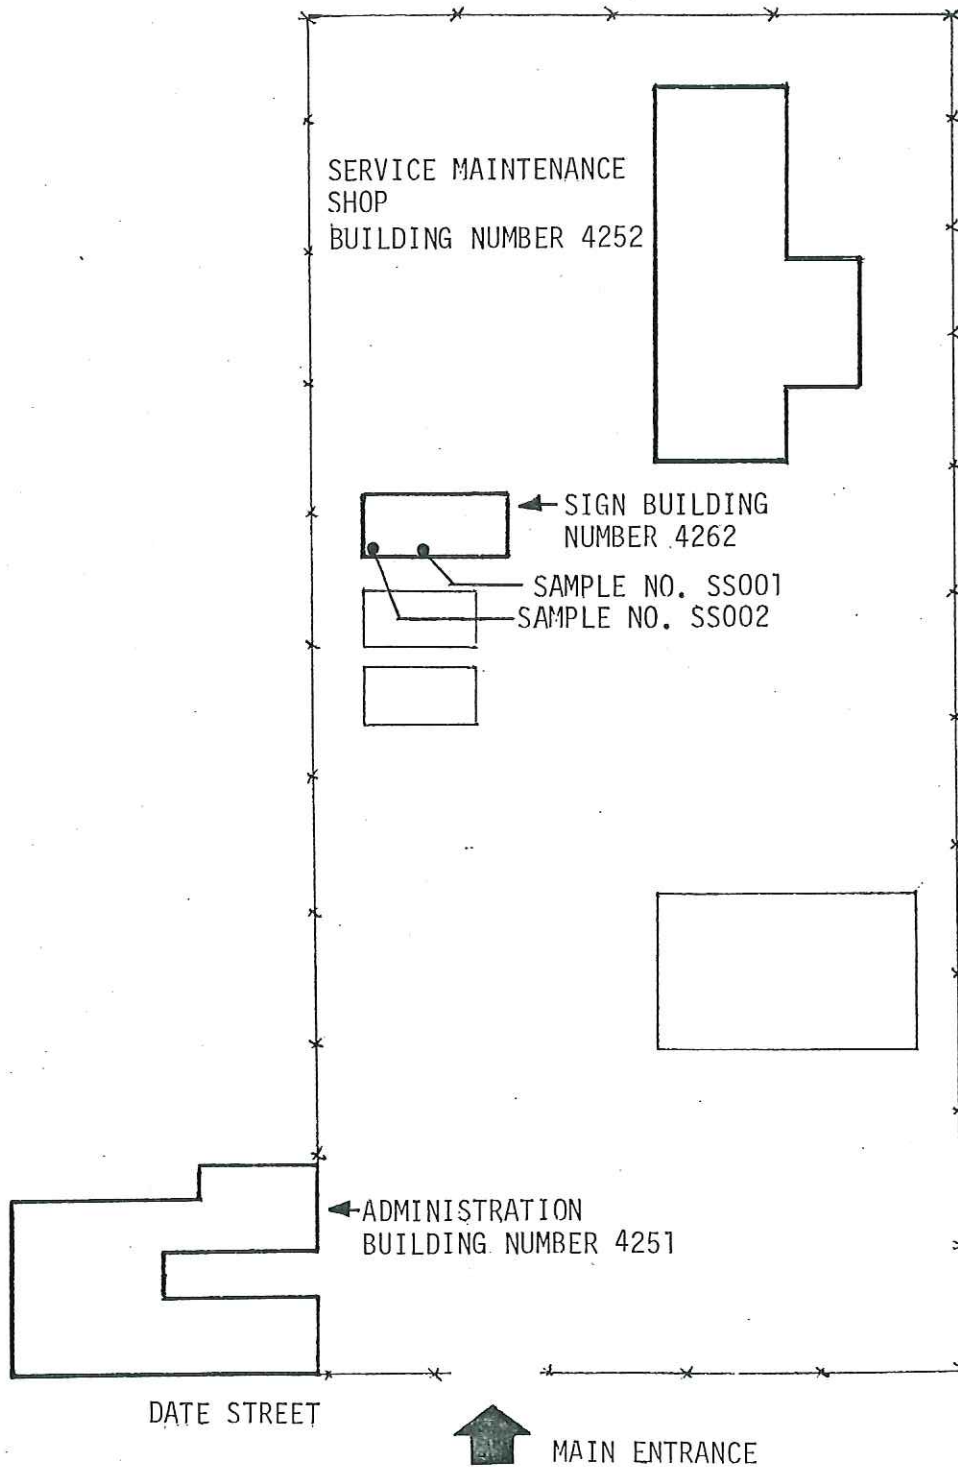 SERVICE MAINTENANCE
SHOP
BUILDING NUMBER 4252
SIGN BUILDING
NUMBER 4262
SAMPLE NO. SS001
SAMPLE NO. SS002
ADMINISTRATION
BUILDING NUMBER 4251
DATE STREET
MAIN ENTRANCE